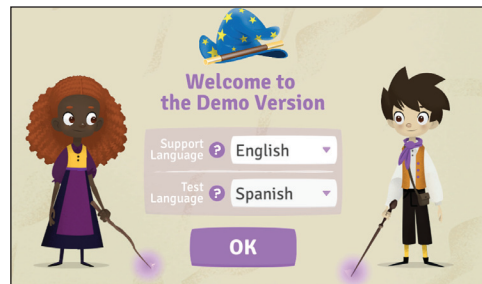 Welcome to
the Demo Version
Support
Language ? English
Test
Language ? Spanish
OK